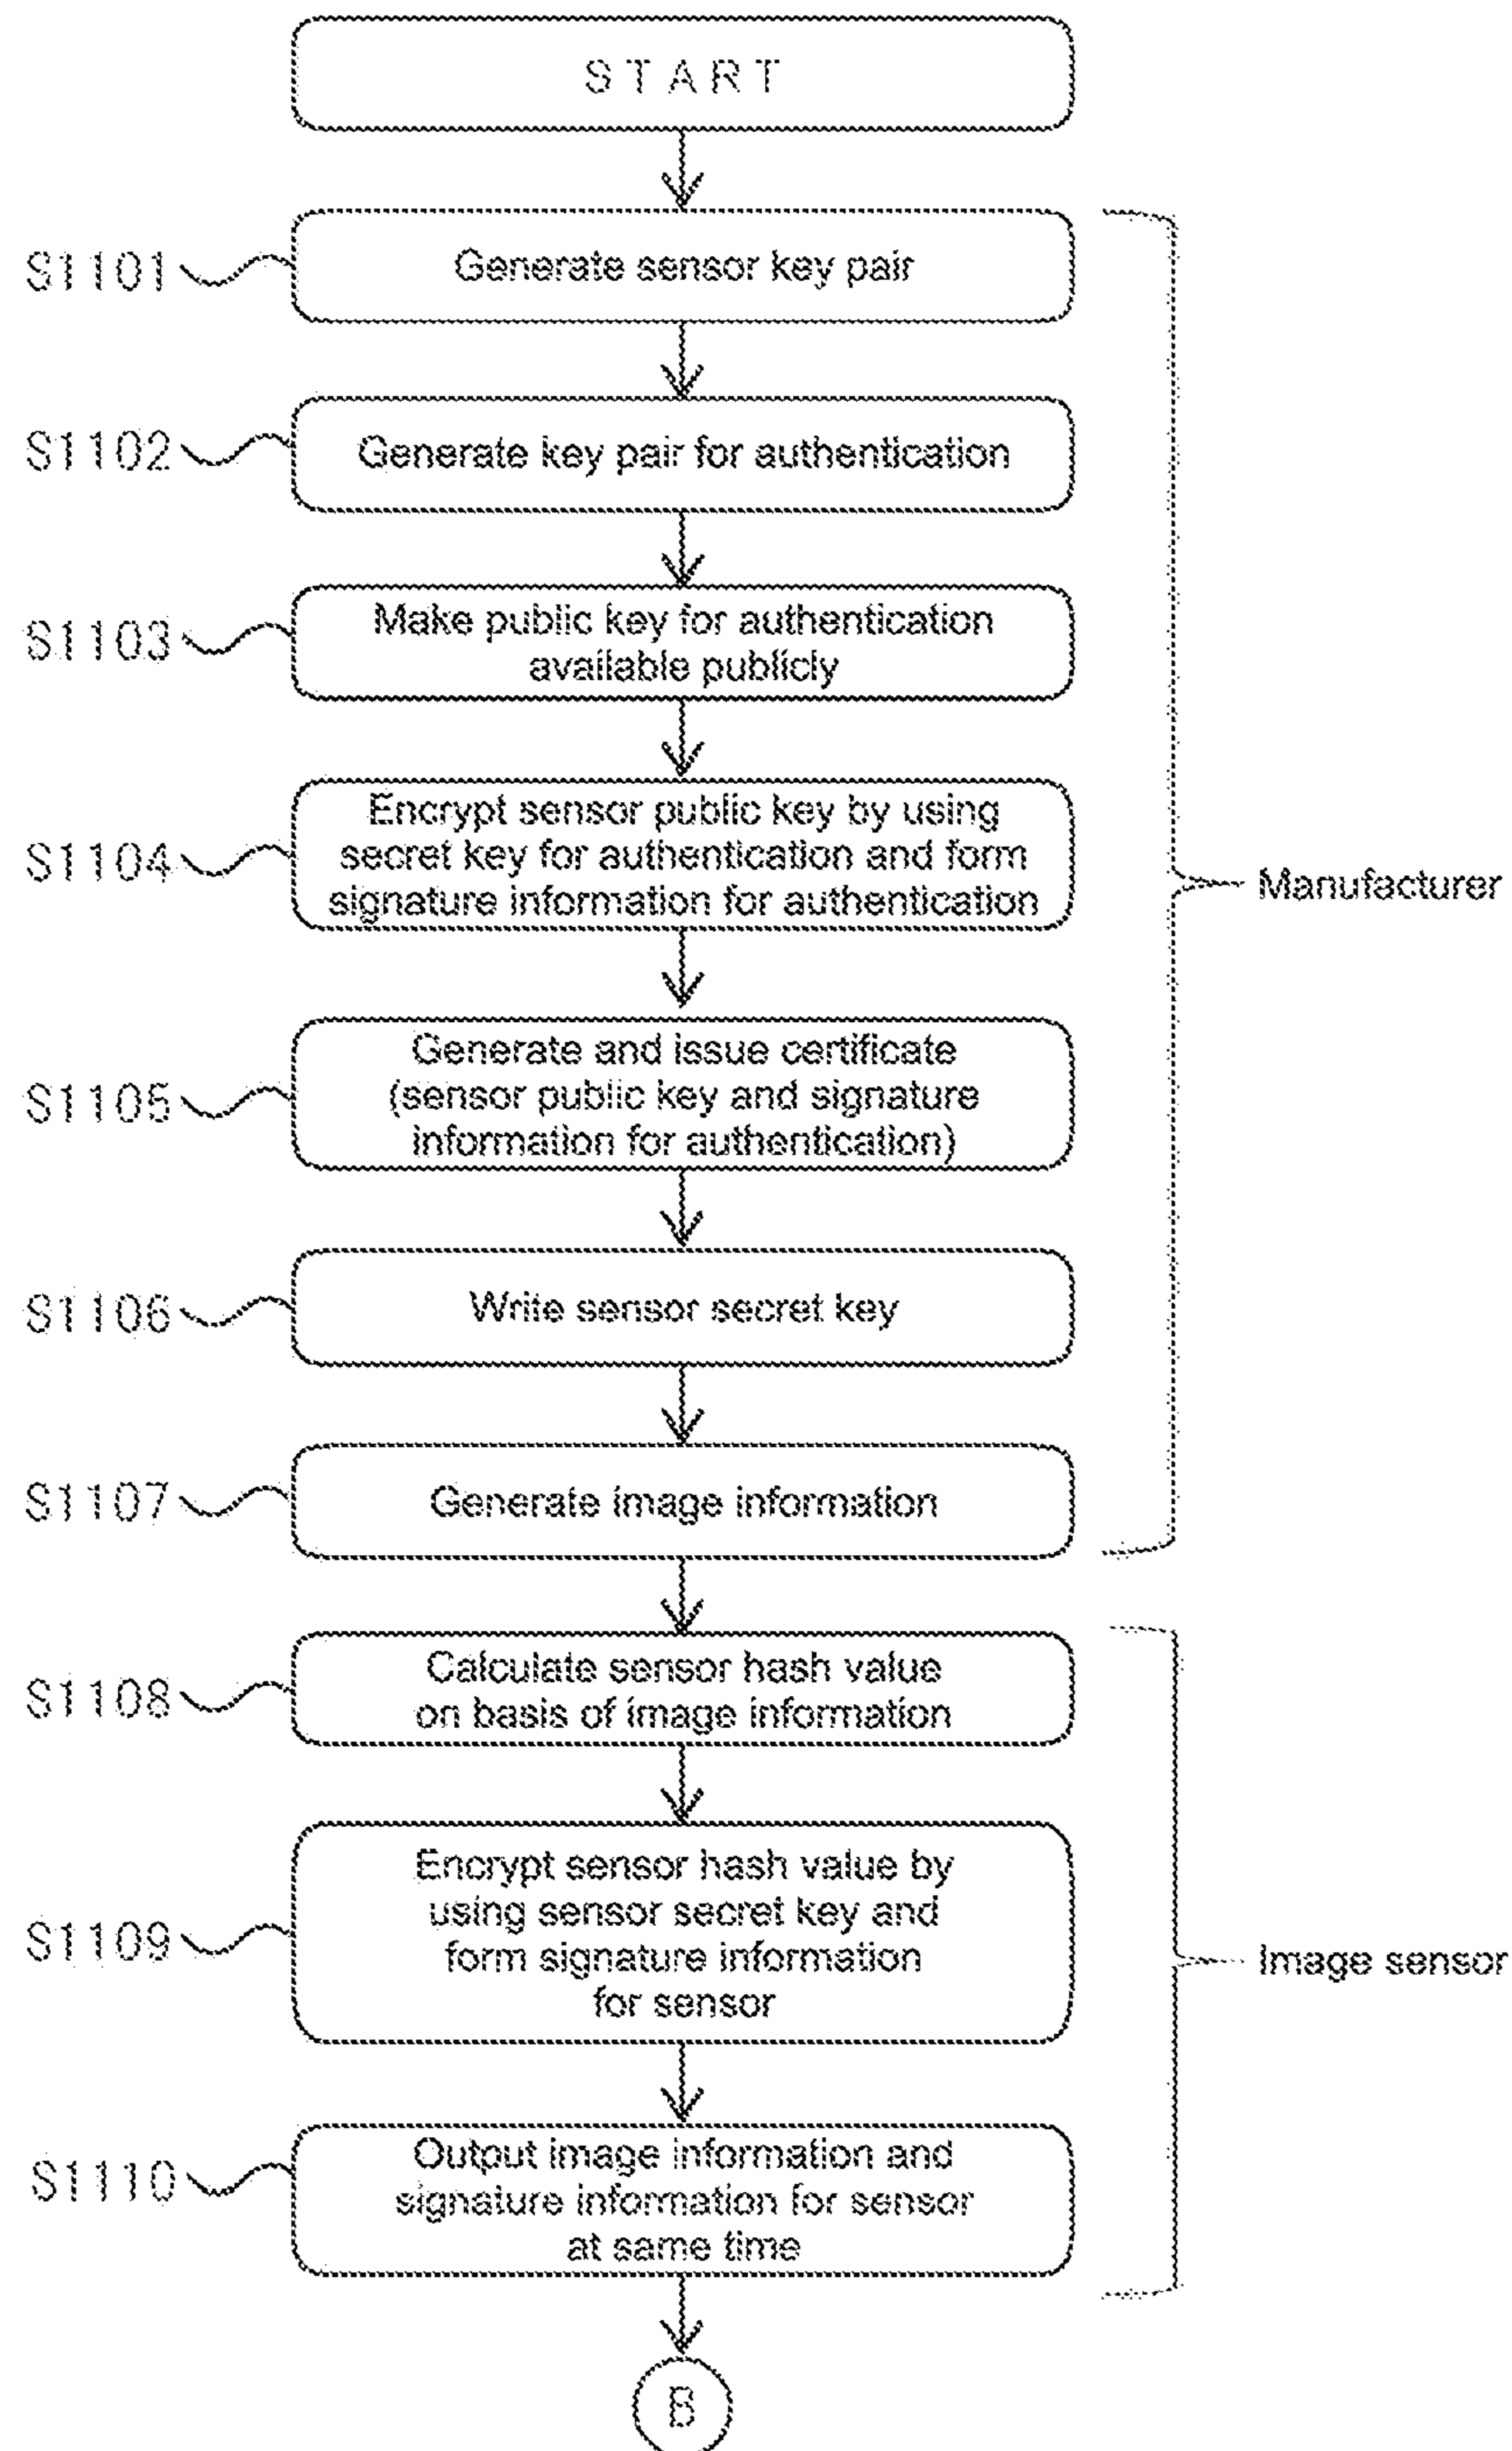 START
S1101
Generate sensor key pair
S1102
Generate key pair for authentication
S1103
Make public key for authentication
available publicly
S1104
Encrypt sensor public key by using
secret key for authentication and form
signature information for authentication
Manufacturer
S1105
Generate and issue certificate
(sensor public key and signature
information for authentication)
S1106
Write sensor secret key
S1107
Generate image information
S1108
Calculate sensor hash value
on basis of image information
S1109
Encrypt sensor hash value by
using sensor secret key and
form signature information
for sensor
Image sensor
S1110
Output image information and
signature information for sensor
at same time
B